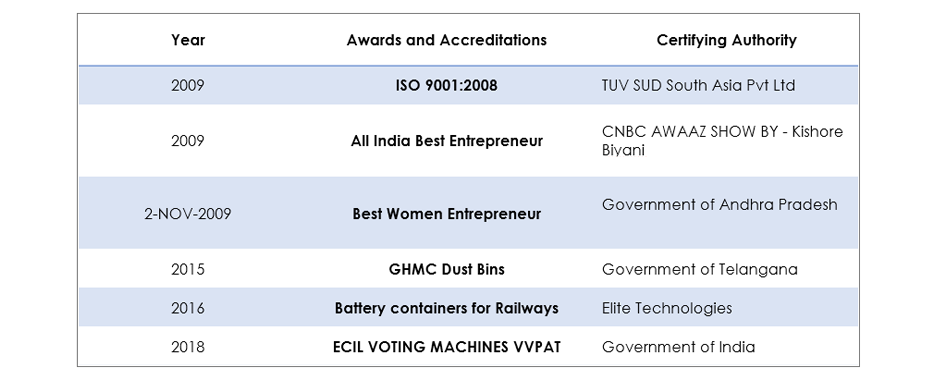 Year Awards and Accreditations Certifying Authority
2009 ISO 9001:2008 TUV SUD South Asia Pvt Ltd
2009 All India Best Entrepreneur CNBC AWAAZ SHOW BY - Kishore
Biyani
2-NOV-2009 Best Women Entrepreneur Government of Andhra Pradesh
2015 GHMC Dust Bins Government of Telangana
2016 Battery containers for Railways Elite Technologies
2018 ECIL VOTING MACHINES VVPAT Government of India